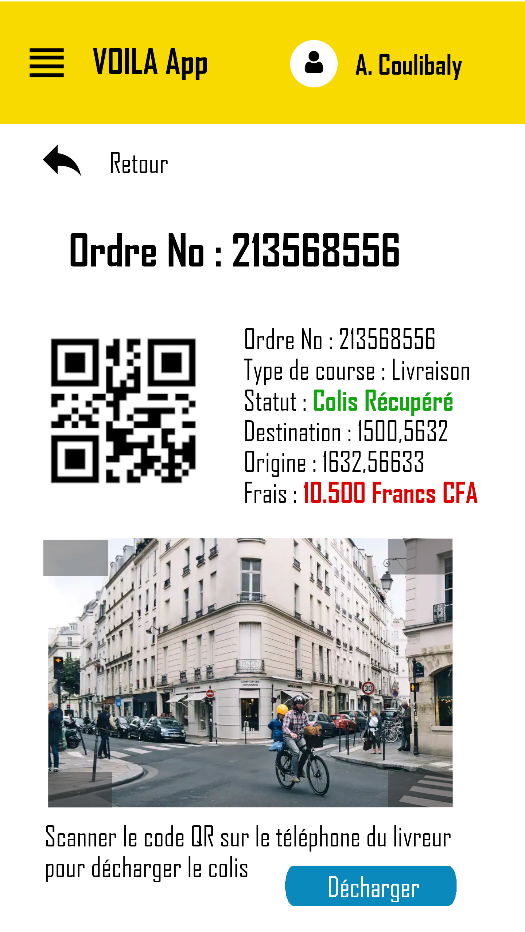 VOILA App
A. Coulibaly
Retour
Ordre No : 213568556
Ordre No : 213568556
Type de course : Livraison
Statut : Colis Récupéré
Destination : 1500,5632
Origine : 1632,56633
Frais : 10.500 Francs CFA
30
Scanner le code QR sur le téléphone du livreur
pour décharger le colis
Décharger